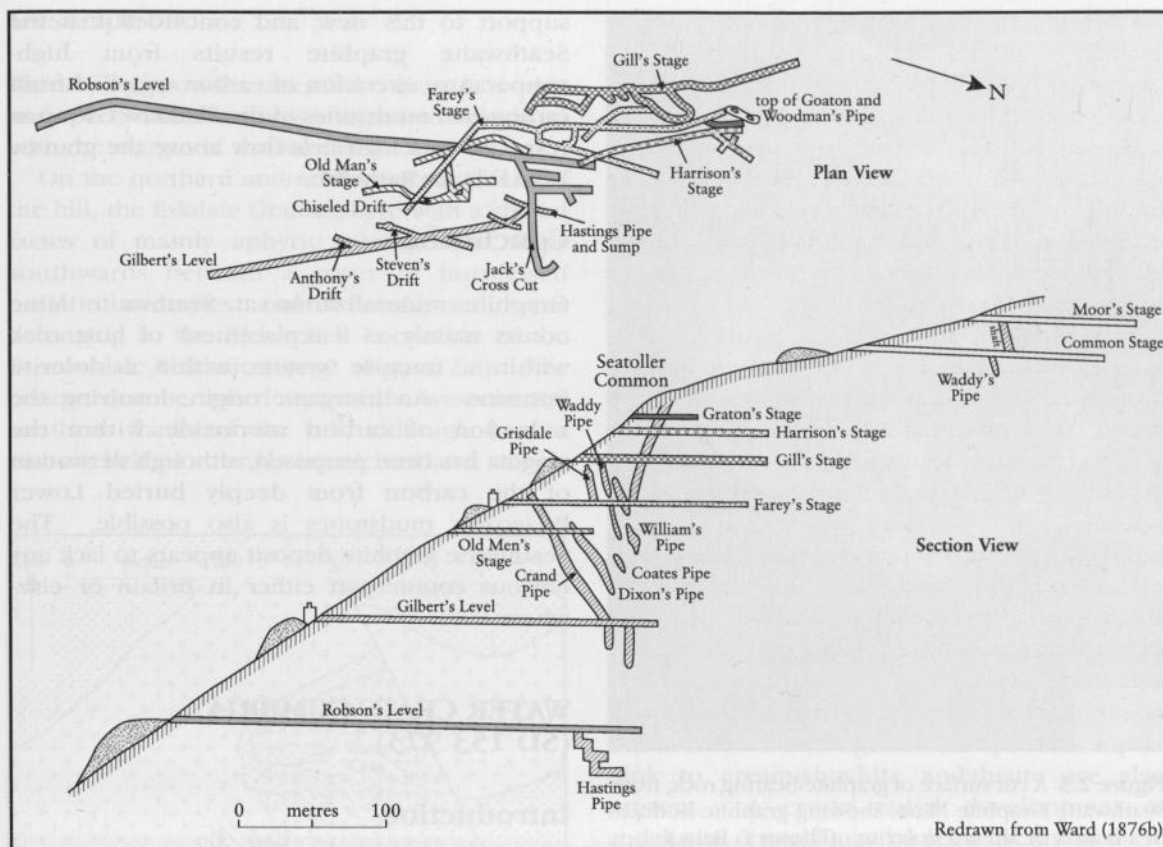 Robson's Level
Farey's
Stage
Gill's Stage
N
top of Goaton and
Woodman's Pipe
Old Man's
Stage
Chiseled Drift
Harrison's
Stage
Plan View
Gilbert's Level
Anthony's
Drift
Steven's
Drift
Jack's
Cross Cut
Hastings Pipe
and Sump
Moor's Stage
Common Stage
Waddy's
Pipe
Seatoller
Common
Waddy
Pipe
Grisdale
Pipe
Graton's Stage
Harrison's Stage
Gill's Stage
Farey's Stage
William's
Pipe
Section View
Old Men's
Stage
Crand
Pipe
Coates Pipe
Dixon's Pipe
Gilbert's Level
Robson's Level
Hastings
Pipe
0 metres 100
Redrawn from Ward (1876b)